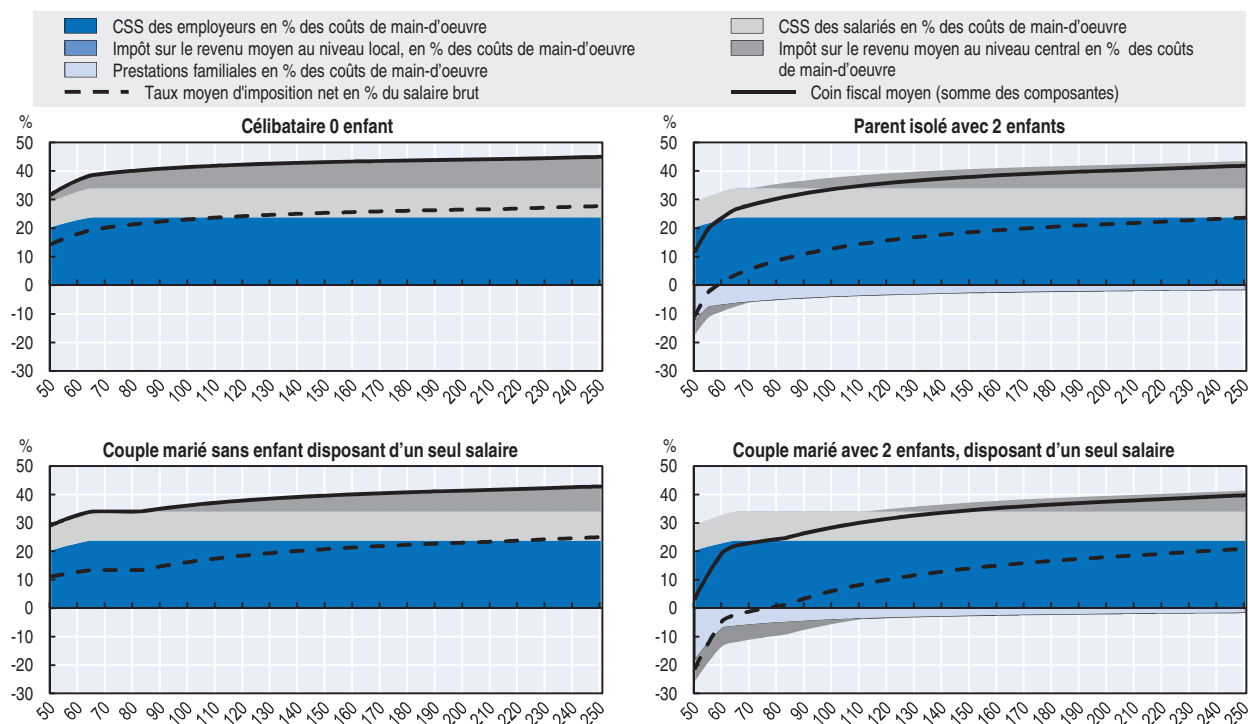 CSS des employeurs en % des coûts de main-d'oeuvre
Impôt sur le revenu moyen au niveau local, en % des coûts de main-d'oeuvre
Prestations familiales en % des coûts de main-d'oeuvre
Taux moyen d'imposition net en % du salaire brut
CSS des salariés en % des coûts de main-d'oeuvre
Impôt sur le revenu moyen au niveau central en % des coûts
de main-d'oeuvre
Coin fiscal moyen (somme des composantes)
%
Célibataire 0 enfant
50
40
30
20
10
0
-10
-20
-30
50 60 70 80 90 100 110 120 130 140 150 160 170 180 190 200 210 220 230 240 250
%
Parent isolé avec 2 enfants
50
40
30
20
10
0
-10
-20
-30
50 60 70 80 90 100 110 120 130 140 150 160 170 180 190 200 210 220 230 240 250
%
Couple marié sans enfant disposant d’un seul salaire
50
40
30
20
10
0
-10
-20
-30
50 60 70 80 90 100 110 120 130 140 150 160 170 180 190 200 210 220 230 240 250
%
Couple marié avec 2 enfants, disposant d’un seul salaire
50
40
30
20
10
0
-10
-20
-30
50 60 70 80 90 100 110 120 130 140 150 160 170 180 190 200 210 220 230 240 250